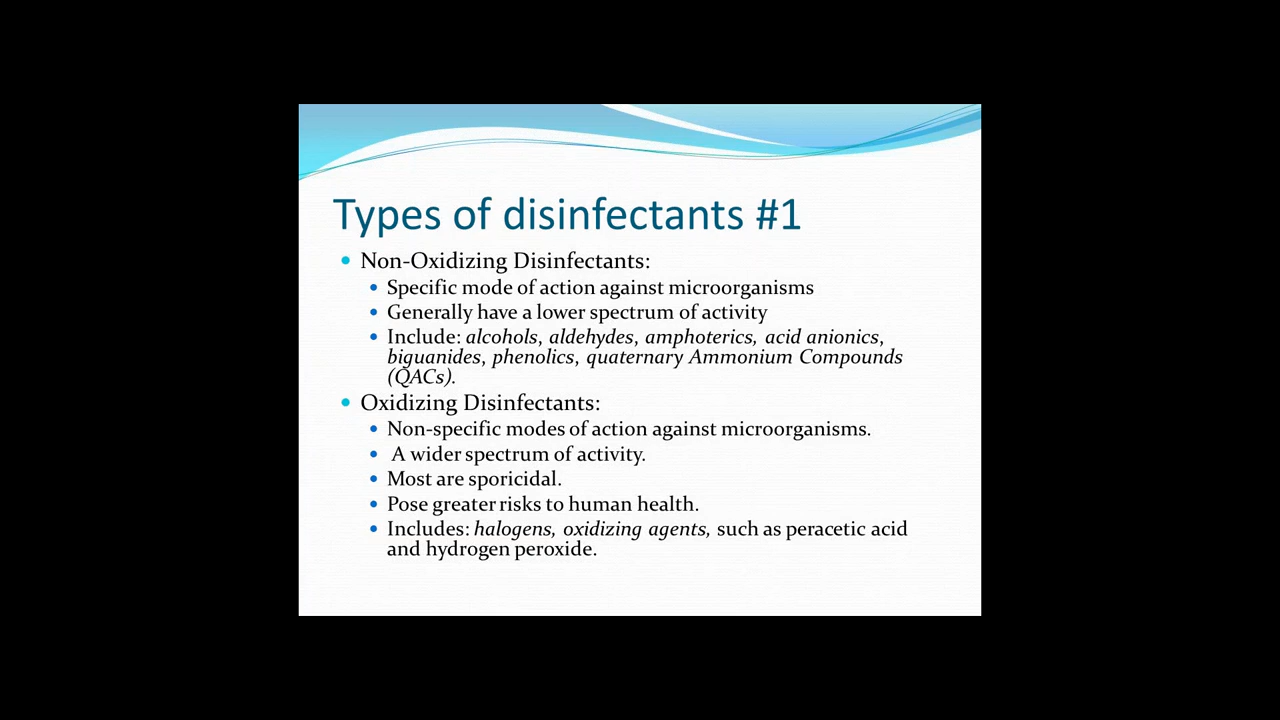 Types of disinfectants #1
• Non-Oxidizing Disinfectants:
• Specific mode of action against microorganisms
• Generally have a lower spectrum of activity
• Include: alcohols, aldehydes, amphoterics, acid anionics,
biguanides, phenolics, quaternary Ammonium Compounds
(QACs).
• Oxidizing Disinfectants:
• Non-specific modes of action against microorganisms.
• A wider spectrum of activity.
• Most are sporicidal.
• Pose greater risks to human health.
• Includes: halogens, oxidizing agents, such as peracetic acid
and hydrogen peroxide.